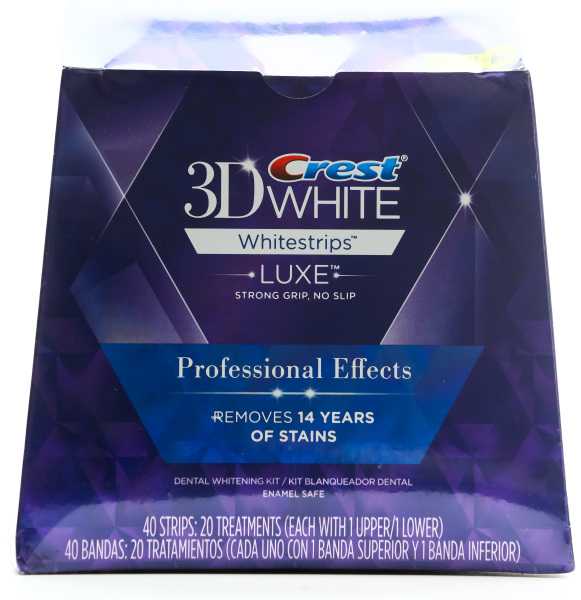 Crest®
3D WHITE
Whitestrips™
LUXE™
STRONG GRIP, NO SLIP
Professional Effects
REMOVES 14 YEARS
OF STAINS
DENTAL WHITENING KIT / KIT BLANQUEADOR DENTAL
ENAMEL SAFE
40 STRIPS: 20 TREATMENTS (EACH WITH 1 UPPER/1 LOWER)
40 BANDAS: 20 TRATAMIENTOS (CADA UNO CON 1 BANDA SUPERIOR Y 1 BANDA INFERIOR)